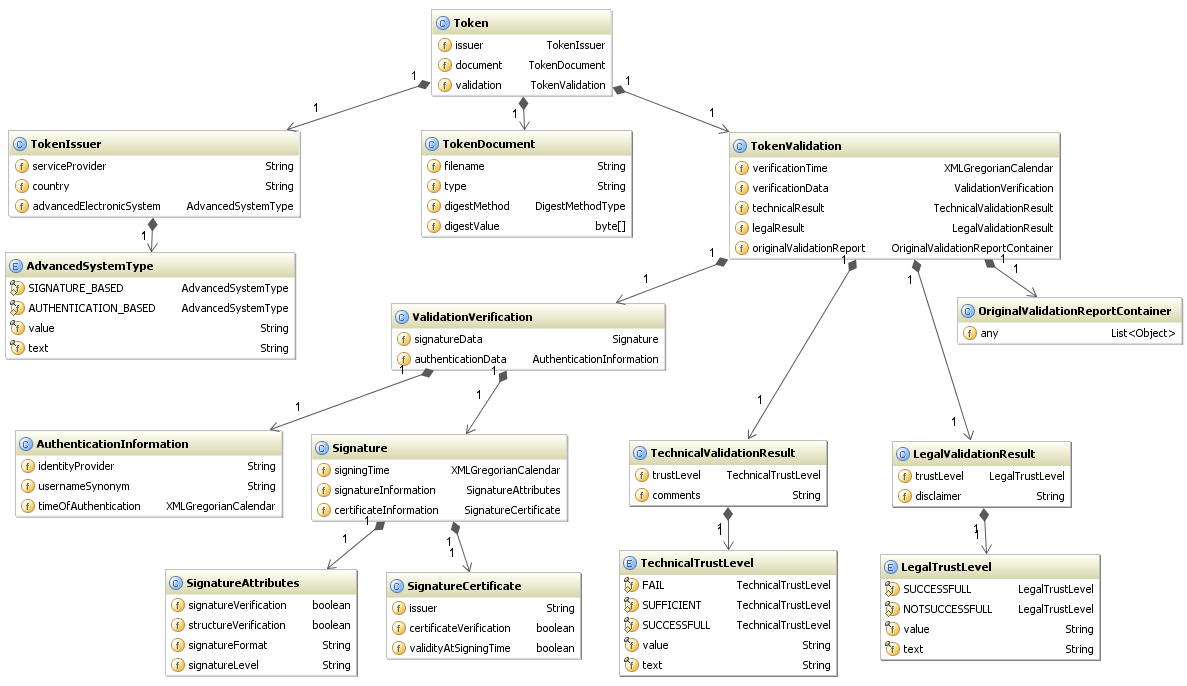 Token
issuer TokenIssuer
document TokenDocument
validation TokenValidation
1 1
1 1
1 1
TokenIssuer
serviceProvider String
country String
advancedElectronicSystem AdvancedSystemType
TokenDocument
filename String
type String
digestMethod DigestMethodType
digestValue byte[]
TokenValidation
verificationTime XMLGregorianCalendar
verificationData ValidationVerification
technicalResult TechnicalValidationResult
legalResult LegalValidationResult
originalValidationReport OriginalValidationReportContainer
1
1 1 1 1
1 1
AdvancedSystemType
SIGNATURE_BASED AdvancedSystemType
AUTHENTICATION_BASED AdvancedSystemType
value String
text String
ValidationVerification
signatureData Signature
authenticationData AuthenticationInformation
OriginalValidationReportContainer
any List<Object>
1 1
1 1 1 1
AuthenticationInformation
identityProvider String
usernameSynonym String
timeOfAuthentication XMLGregorianCalendar
Signature
signingTime XMLGregorianCalendar
signatureInformation SignatureAttributes
certificateInformation SignatureCertificate
TechnicalValidationResult
trustLevel TechnicalTrustLevel
comments String
LegalValidationResult
trustLevel LegalTrustLevel
disclaimer String
1
1 1 1 1 1
1
SignatureAttributes
signatureVerification boolean
structureVerification boolean
signatureFormat String
signatureLevel String
SignatureCertificate
issuer String
certificateVerification boolean
validityAtSigningTime boolean
TechnicalTrustLevel
FAIL TechnicalTrustLevel
SUFFICIENT TechnicalTrustLevel
SUCCESSFULL TechnicalTrustLevel
value String
text String
LegalTrustLevel
SUCCESSFULL LegalTrustLevel
NOTSUCCESSFULL LegalTrustLevel
value String
text String